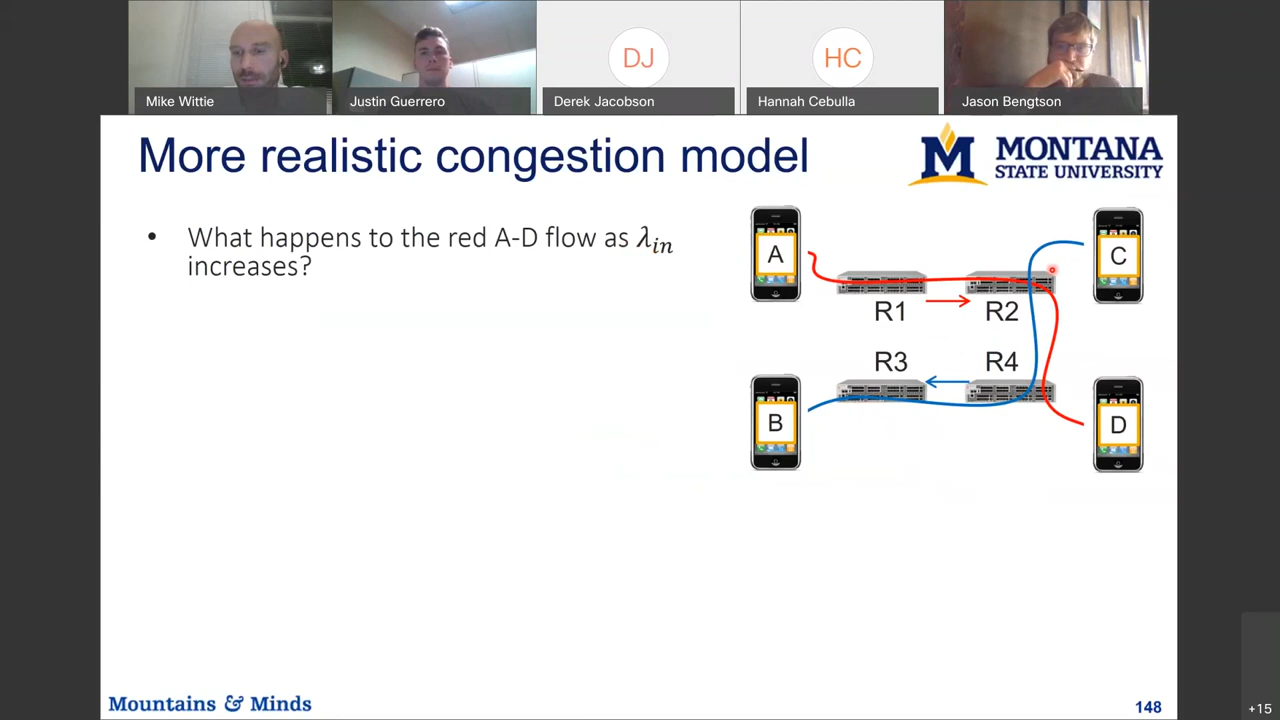 DJ
HC
Mike Wittie
Justin Guerrero
Derek Jacobson
Hannah Cebulla
Jason Bengtson
More realistic congestion model
M MONTANA
STATE UNIVERSITY
• What happens to the red A-D flow as λin
increases?
A
C
R1
R2
R3
R4
B
D
Mountains & Minds
148
+15